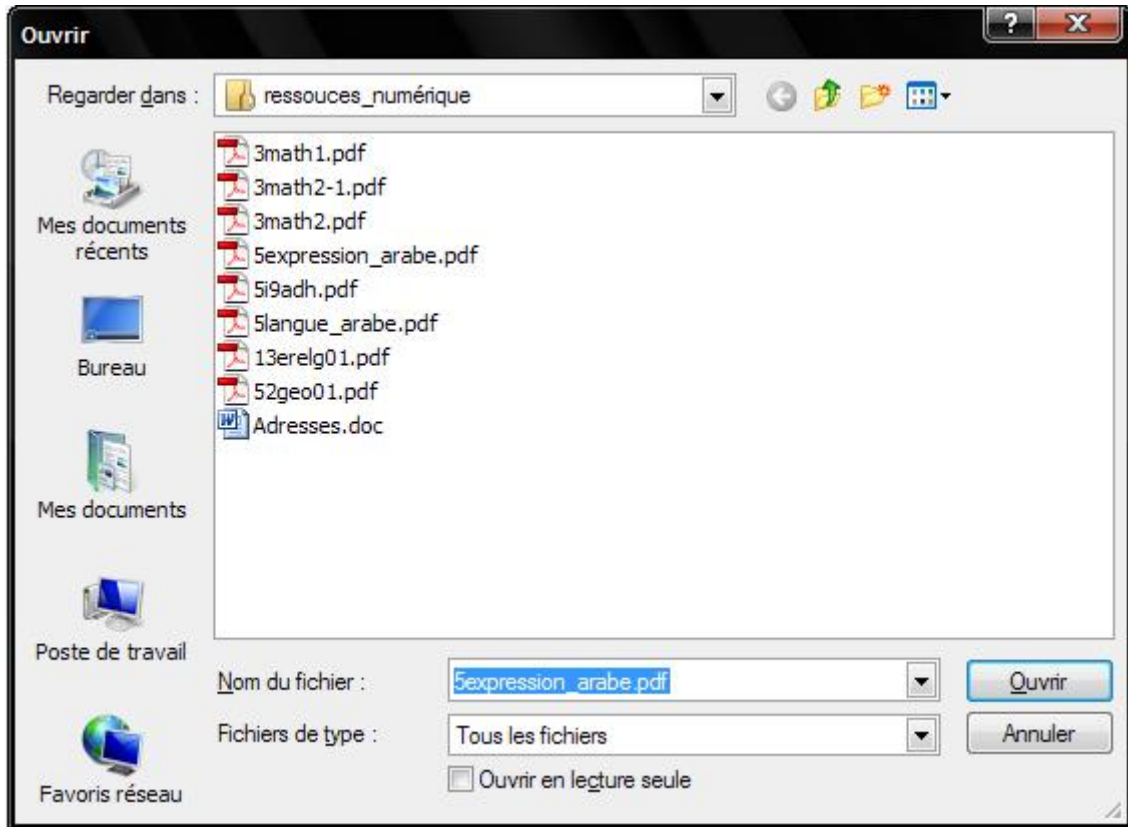 Ouvrir
Regarder dans :
ressouces_numérique
Mes documents
récents
Bureau
Mes documents
Poste de travail
Favoris réseau
3math1.pdf
3math2-1.pdf
3math2.pdf
5expression_arabe.pdf
5i9adh.pdf
5langue_arabe.pdf
13erelg01.pdf
52geo01.pdf
Adresses.doc
Nom du fichier :
5expression_arabe.pdf
Ouvrir
Fichiers de type :
Tous les fichiers
Annuler
Ouvrir en lecture seule